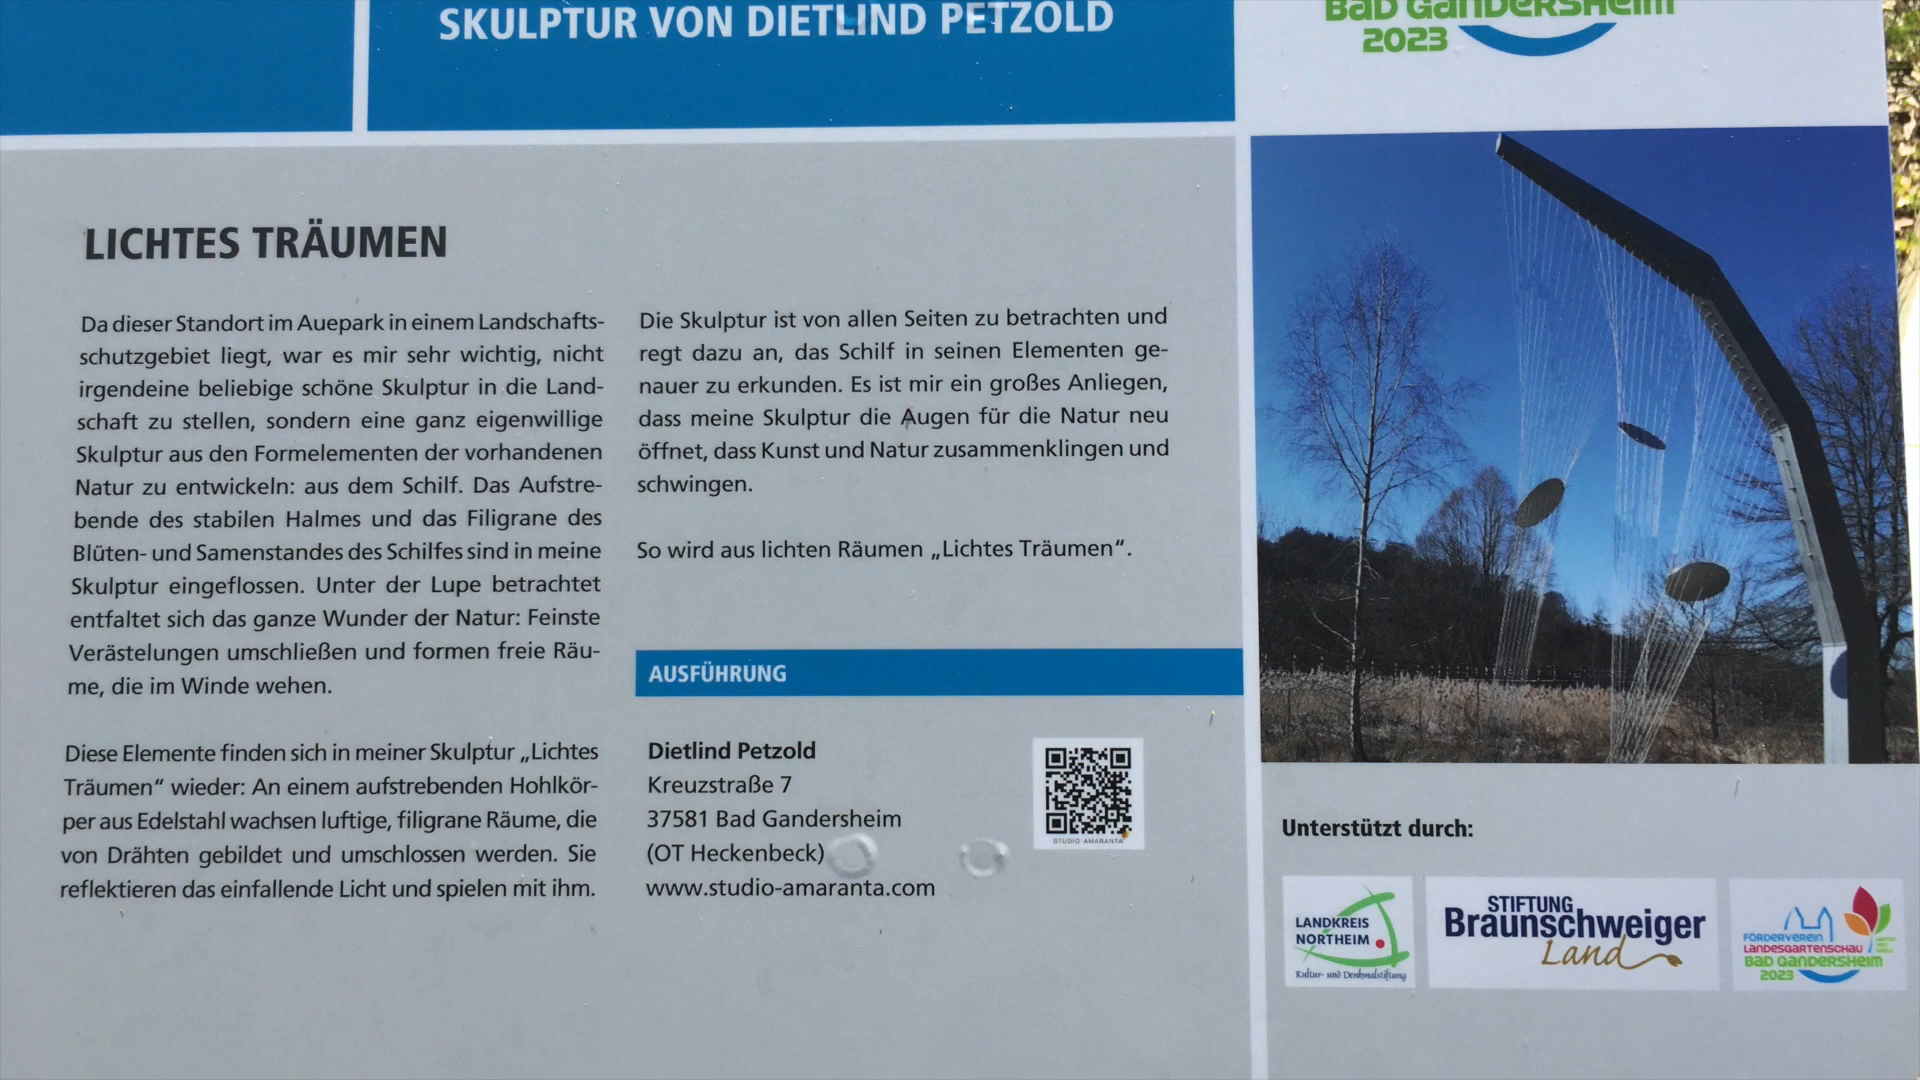 SKULPTUR VON DIETLIND PETZOLD
BAD GANDERSHEIM
2023
LICHTES TRÄUMEN
Da dieser Standort im Auepark in einem Landschafts-
schutzgebiet liegt, war es mir sehr wichtig, nicht
irgendeine beliebige schöne Skulptur in die Land-
schaft zu stellen, sondern eine ganz eigenwillige
Skulptur aus den Formelementen der vorhandenen
Natur zu entwickeln: aus dem Schilf. Das Aufstre-
bende des stabilen Halmes und das Filigrane des
Blüten- und Samenstandes des Schilfes sind in meine
Skulptur eingeflossen. Unter der Lupe betrachtet
entfaltet sich das ganze Wunder der Natur: Feinste
Verästelungen umschließen und formen freie Räu-
me, die im Winde wehen.
Diese Elemente finden sich in meiner Skulptur „Lichtes
Träumen“ wieder: An einem aufstrebenden Hohlkör-
per aus Edelstahl wachsen luftige, filigrane Räume, die
von Drähten gebildet und umschlossen werden. Sie
reflektieren das einfallende Licht und spielen mit ihm.
Die Skulptur ist von allen Seiten zu betrachten und
regt dazu an, das Schilf in seinen Elementen ge-
nauer zu erkunden. Es ist mir ein großes Anliegen,
dass meine Skulptur die Augen für die Natur neu
öffnet, dass Kunst und Natur zusammenklingen und
schwingen.
So wird aus lichten Räumen „Lichtes Träumen“.
AUSFÜHRUNG
Dietlind Petzold
Kreuzstraße 7
37581 Bad Gandersheim
(OT Heckenbeck)
www.studio-amaranta.com
STUDIO AMARANTA
Unterstützt durch:
LANDKREIS
NORTHEIM
Kultur- und Denkmalstiftung
STIFTUNG
Braunschweiger
Land
FÖRDERVEREIN
LANDESGARTENSCHAU
BAD GANDERSHEIM
2023